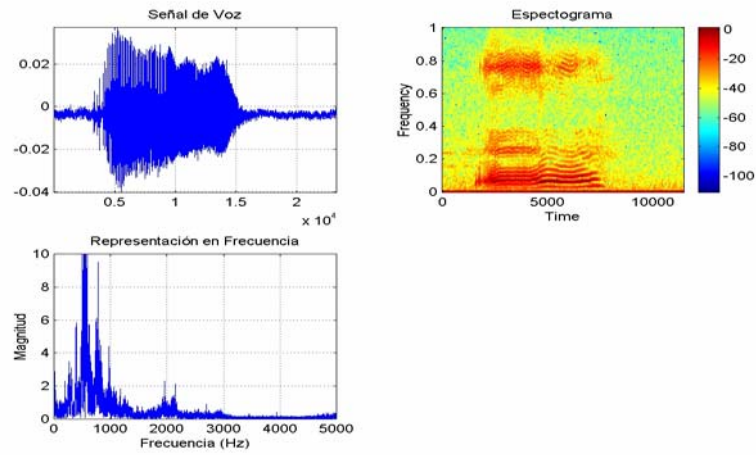 Señal de Voz
0.02
0
-0.02
-0.04
0.5 1 1.5 2
x 10⁴
Espectograma
Frequency
1
0.8
0.6
0.4
0.2
0
0 5000 10000
Time
0
-20
-40
-60
-80
-100
Representación en Frecuencia
Magnitud
10
8
6
4
2
0
0 1000 2000 3000 4000 5000
Frecuencia (Hz)